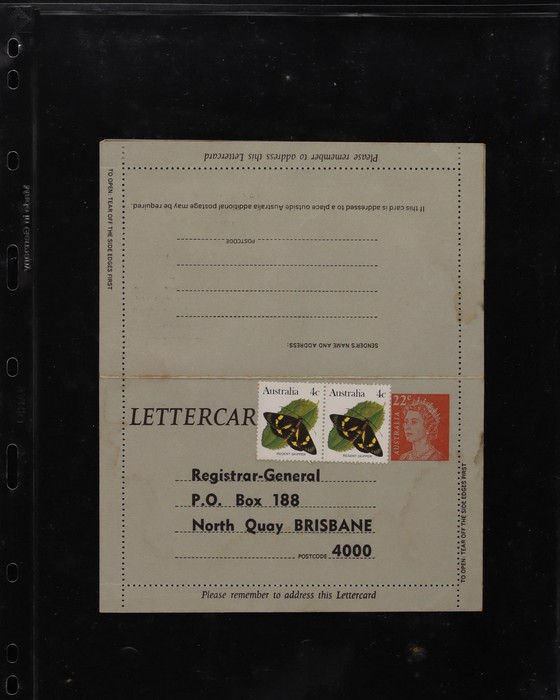 Please remember to address this Lettercard
TO OPEN: TEAR OFF THE SIDE EDGES FIRST
If this card is addressed to a place outside Australia additional postage may be required.
POSTCODE
SENDER'S NAME AND ADDRESS:
LETTERCAR
Australia 4c
REGENT SKIPPER
Australia 4c
REGENT SKIPPER
22c
AUSTRALIA
Registrar-General
P.O. Box 188
North Quay BRISBANE
POSTCODE 4000
TO OPEN: TEAR OFF THE SIDE EDGES FIRST
Please remember to address this Lettercard